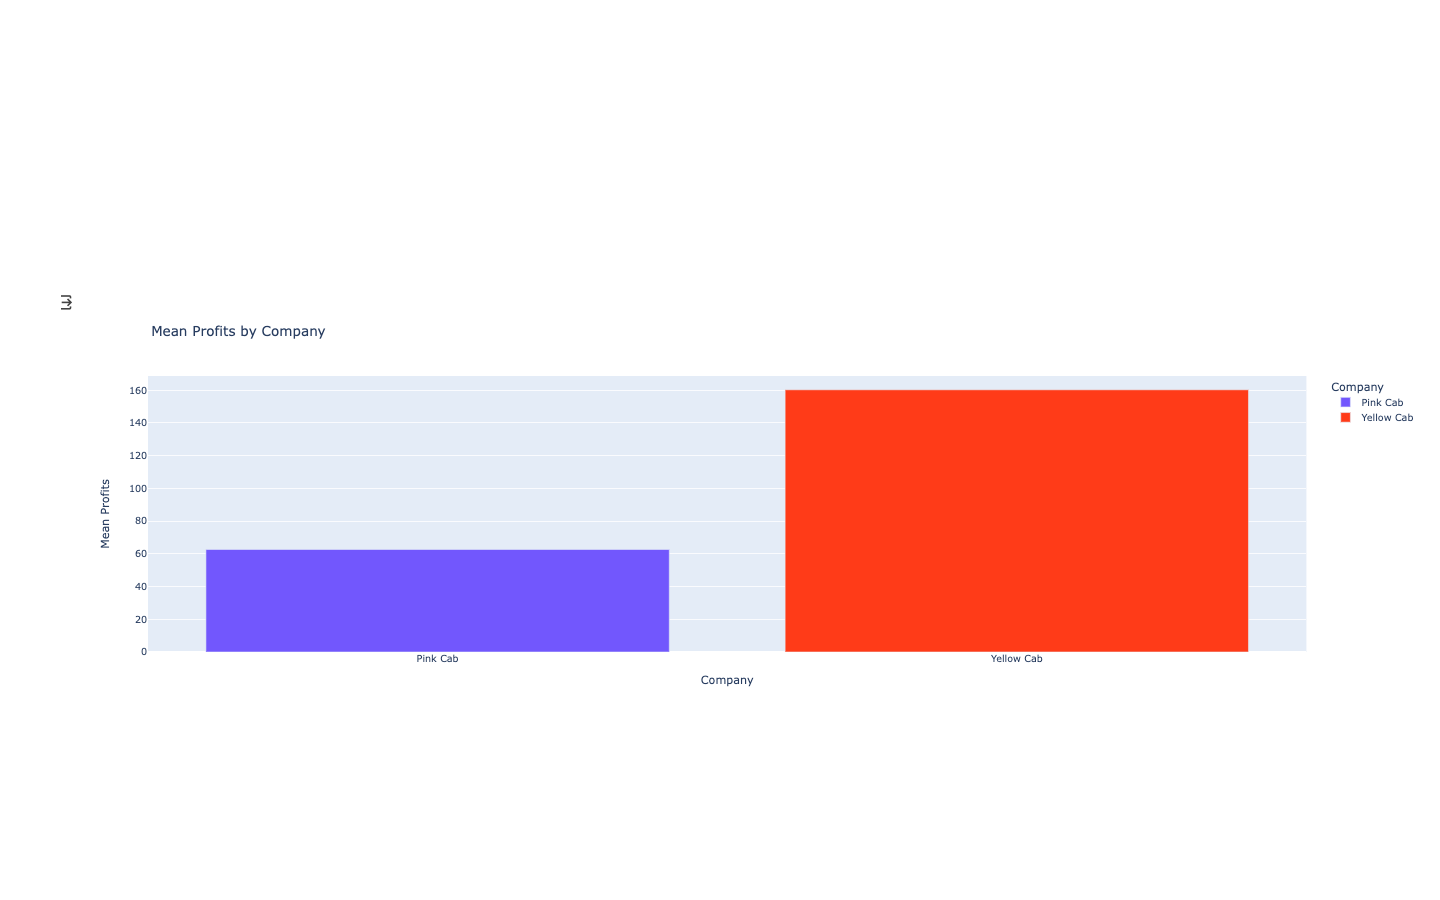 Mean Profits by Company
160
140
120
100
80
60
40
20
0
Mean Profits
Pink Cab
Yellow Cab
Company
Company
Pink Cab
Yellow Cab